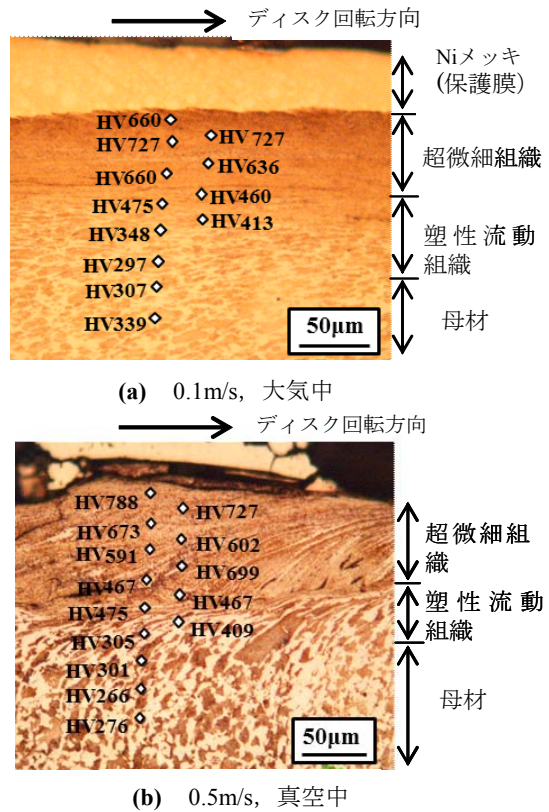 ディスク回転方向
Niメッキ
(保護膜)
超微細組織
塑性流動
組織
母材
HV660
HV727
HV727
HV636
HV660
HV460
HV475
HV413
HV348
HV297
HV307
HV339
50μm
(a) 0.1m/s, 大気中
ディスク回転方向
超微細組
織
塑性流動
組織
母材
HV788
HV727
HV673
HV602
HV591
HV699
HV467
HV467
HV475
HV409
HV305
HV301
HV266
HV276
50μm
(b) 0.5m/s, 真空中